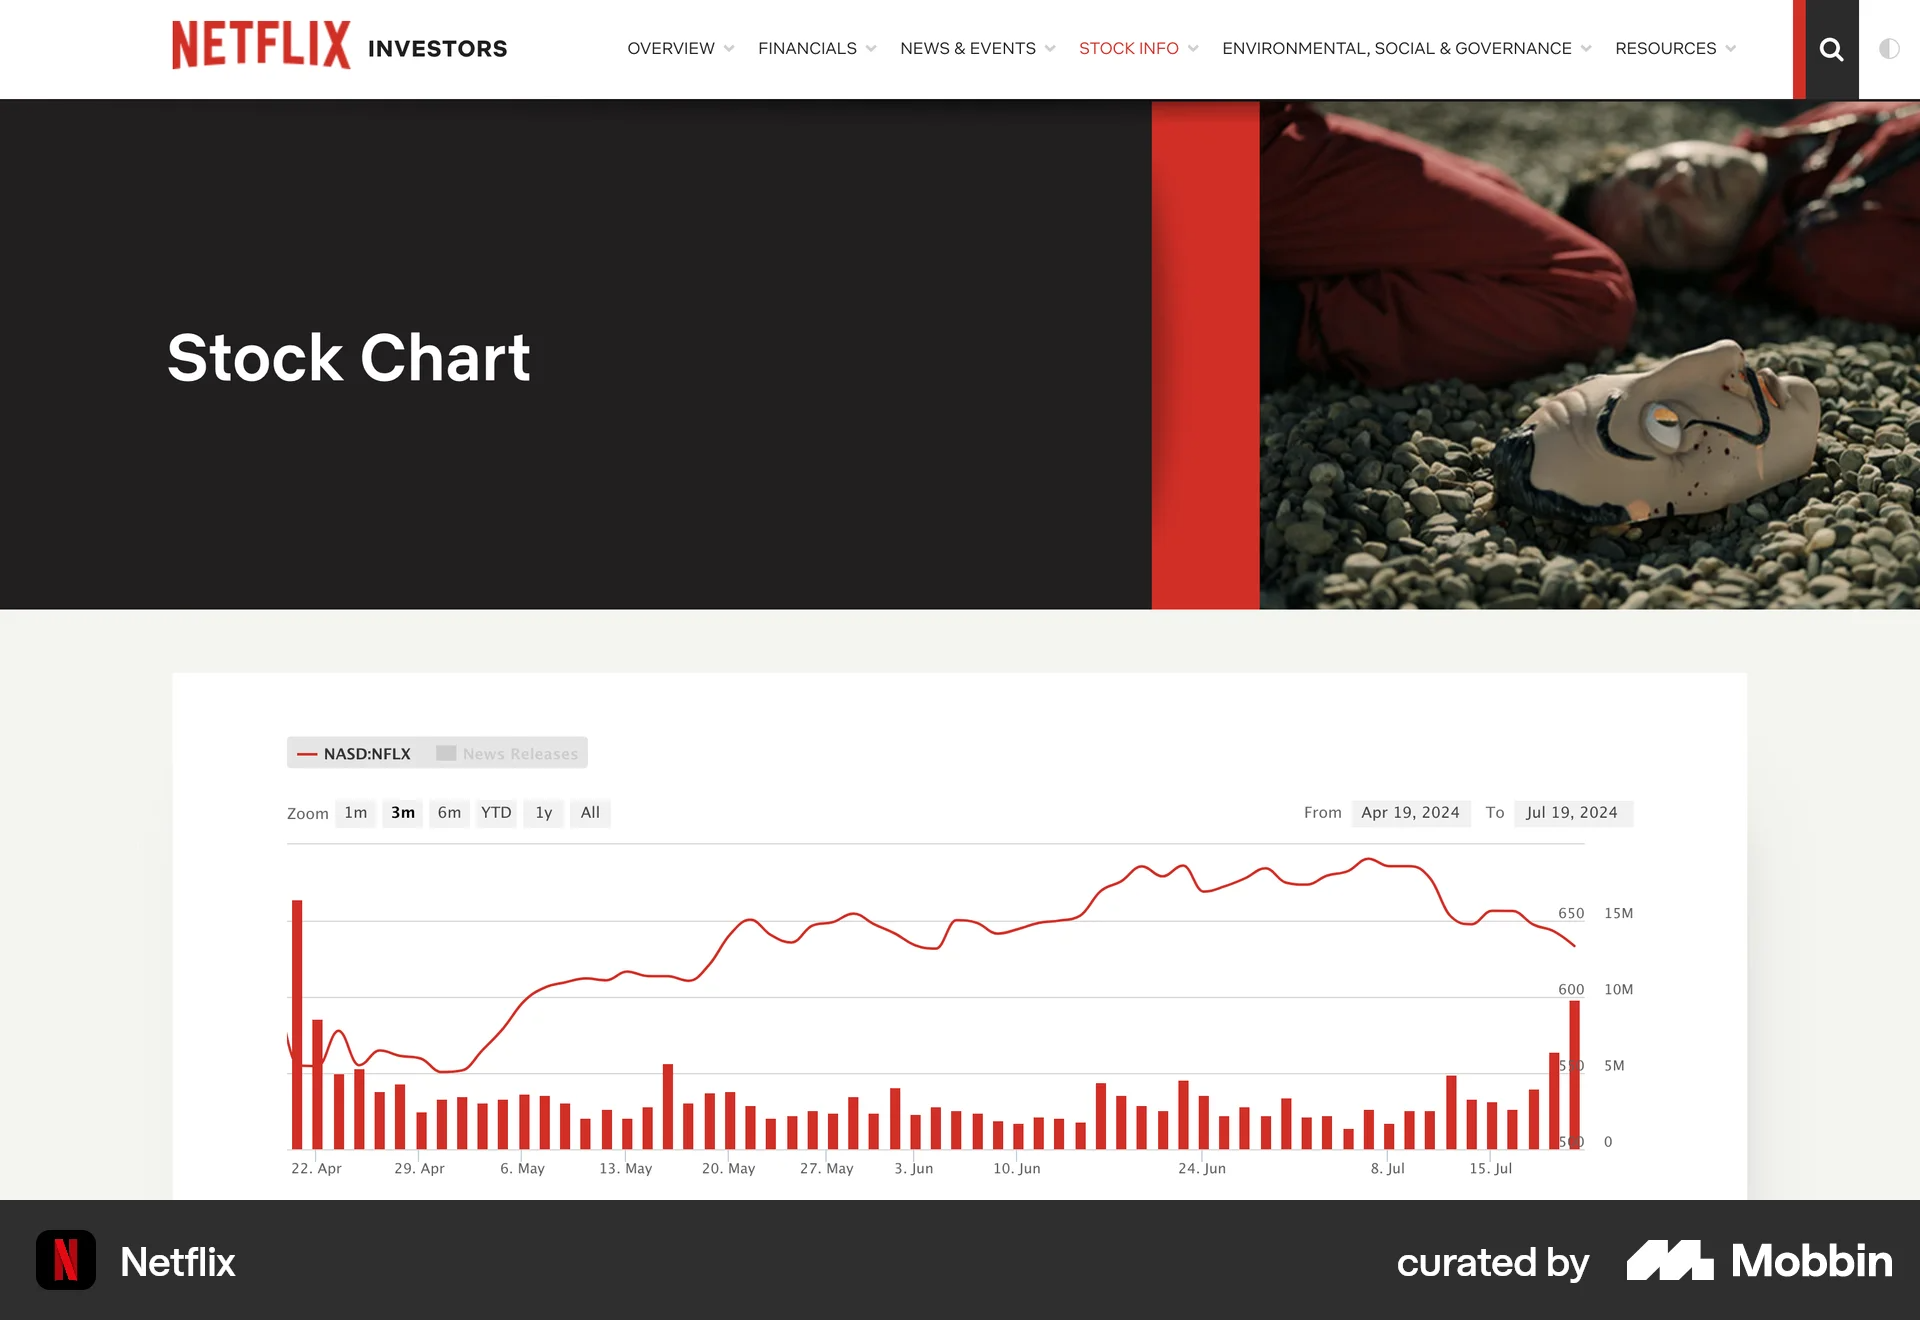 NETFLIX INVESTORS
OVERVIEW FINANCIALS NEWS & EVENTS STOCK INFO ENVIRONMENTAL, SOCIAL & GOVERNANCE RESOURCES
Stock Chart
NASD:NFLX News Releases
Zoom 1m 3m 6m YTD 1y All From Apr 19, 2024 To Jul 19, 2024
650 15M
600 10M
550 5M
500 0
22. Apr 29. Apr 6. May 13. May 20. May 27. May 3. Jun 10. Jun 24. Jun 8. Jul 15. Jul
N Netflix curated by Mobbin